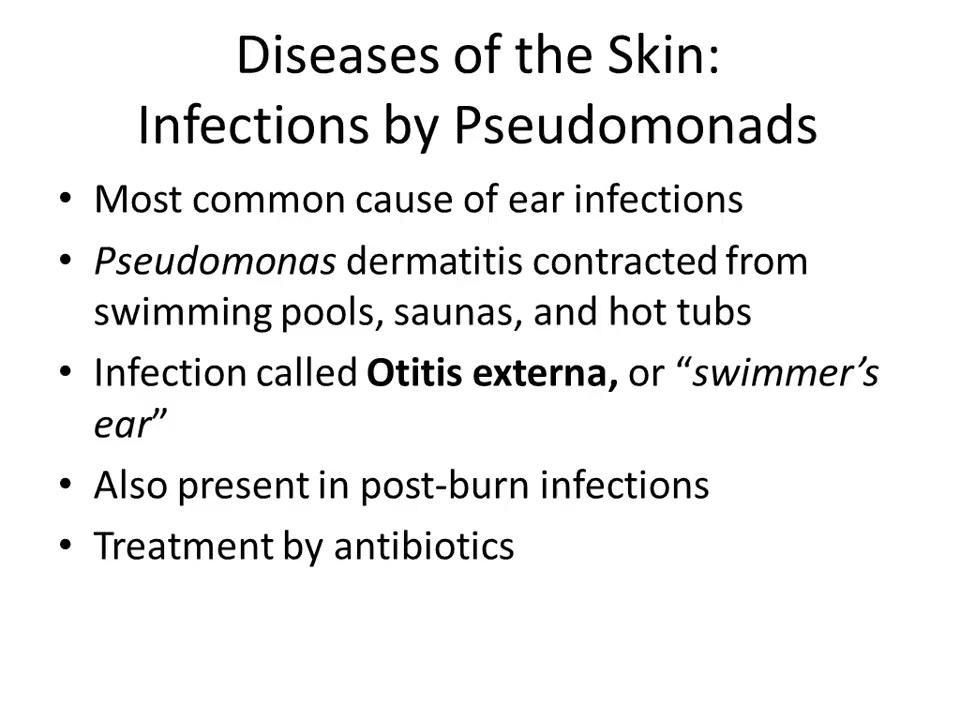 Diseases of the Skin:
Infections by Pseudomonads
• Most common cause of ear infections
• Pseudomonas dermatitis contracted from
swimming pools, saunas, and hot tubs
• Infection called Otitis externa, or “swimmer’s
ear”
• Also present in post-burn infections
• Treatment by antibiotics